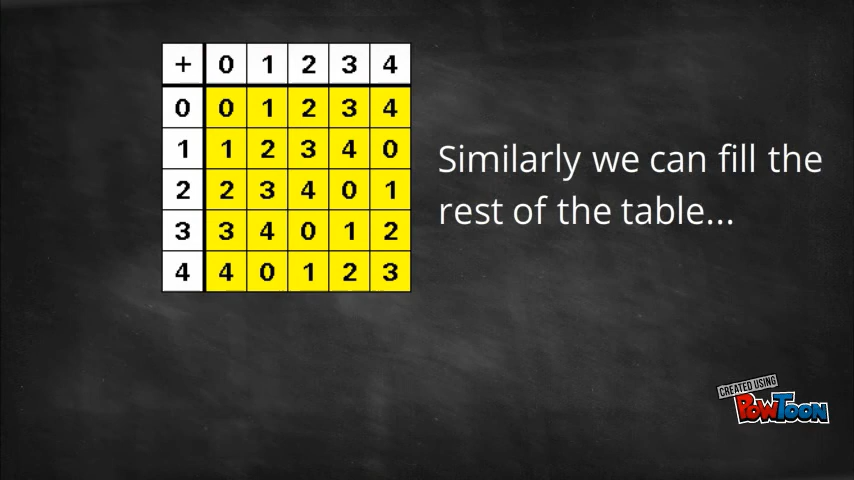 + 0 1 2 3 4
0 0 1 2 3 4
1 1 2 3 4 0
2 2 3 4 0 1
3 3 4 0 1 2
4 4 0 1 2 3
Similarly we can fill the
rest of the table...
CREATED USING
POWTOON